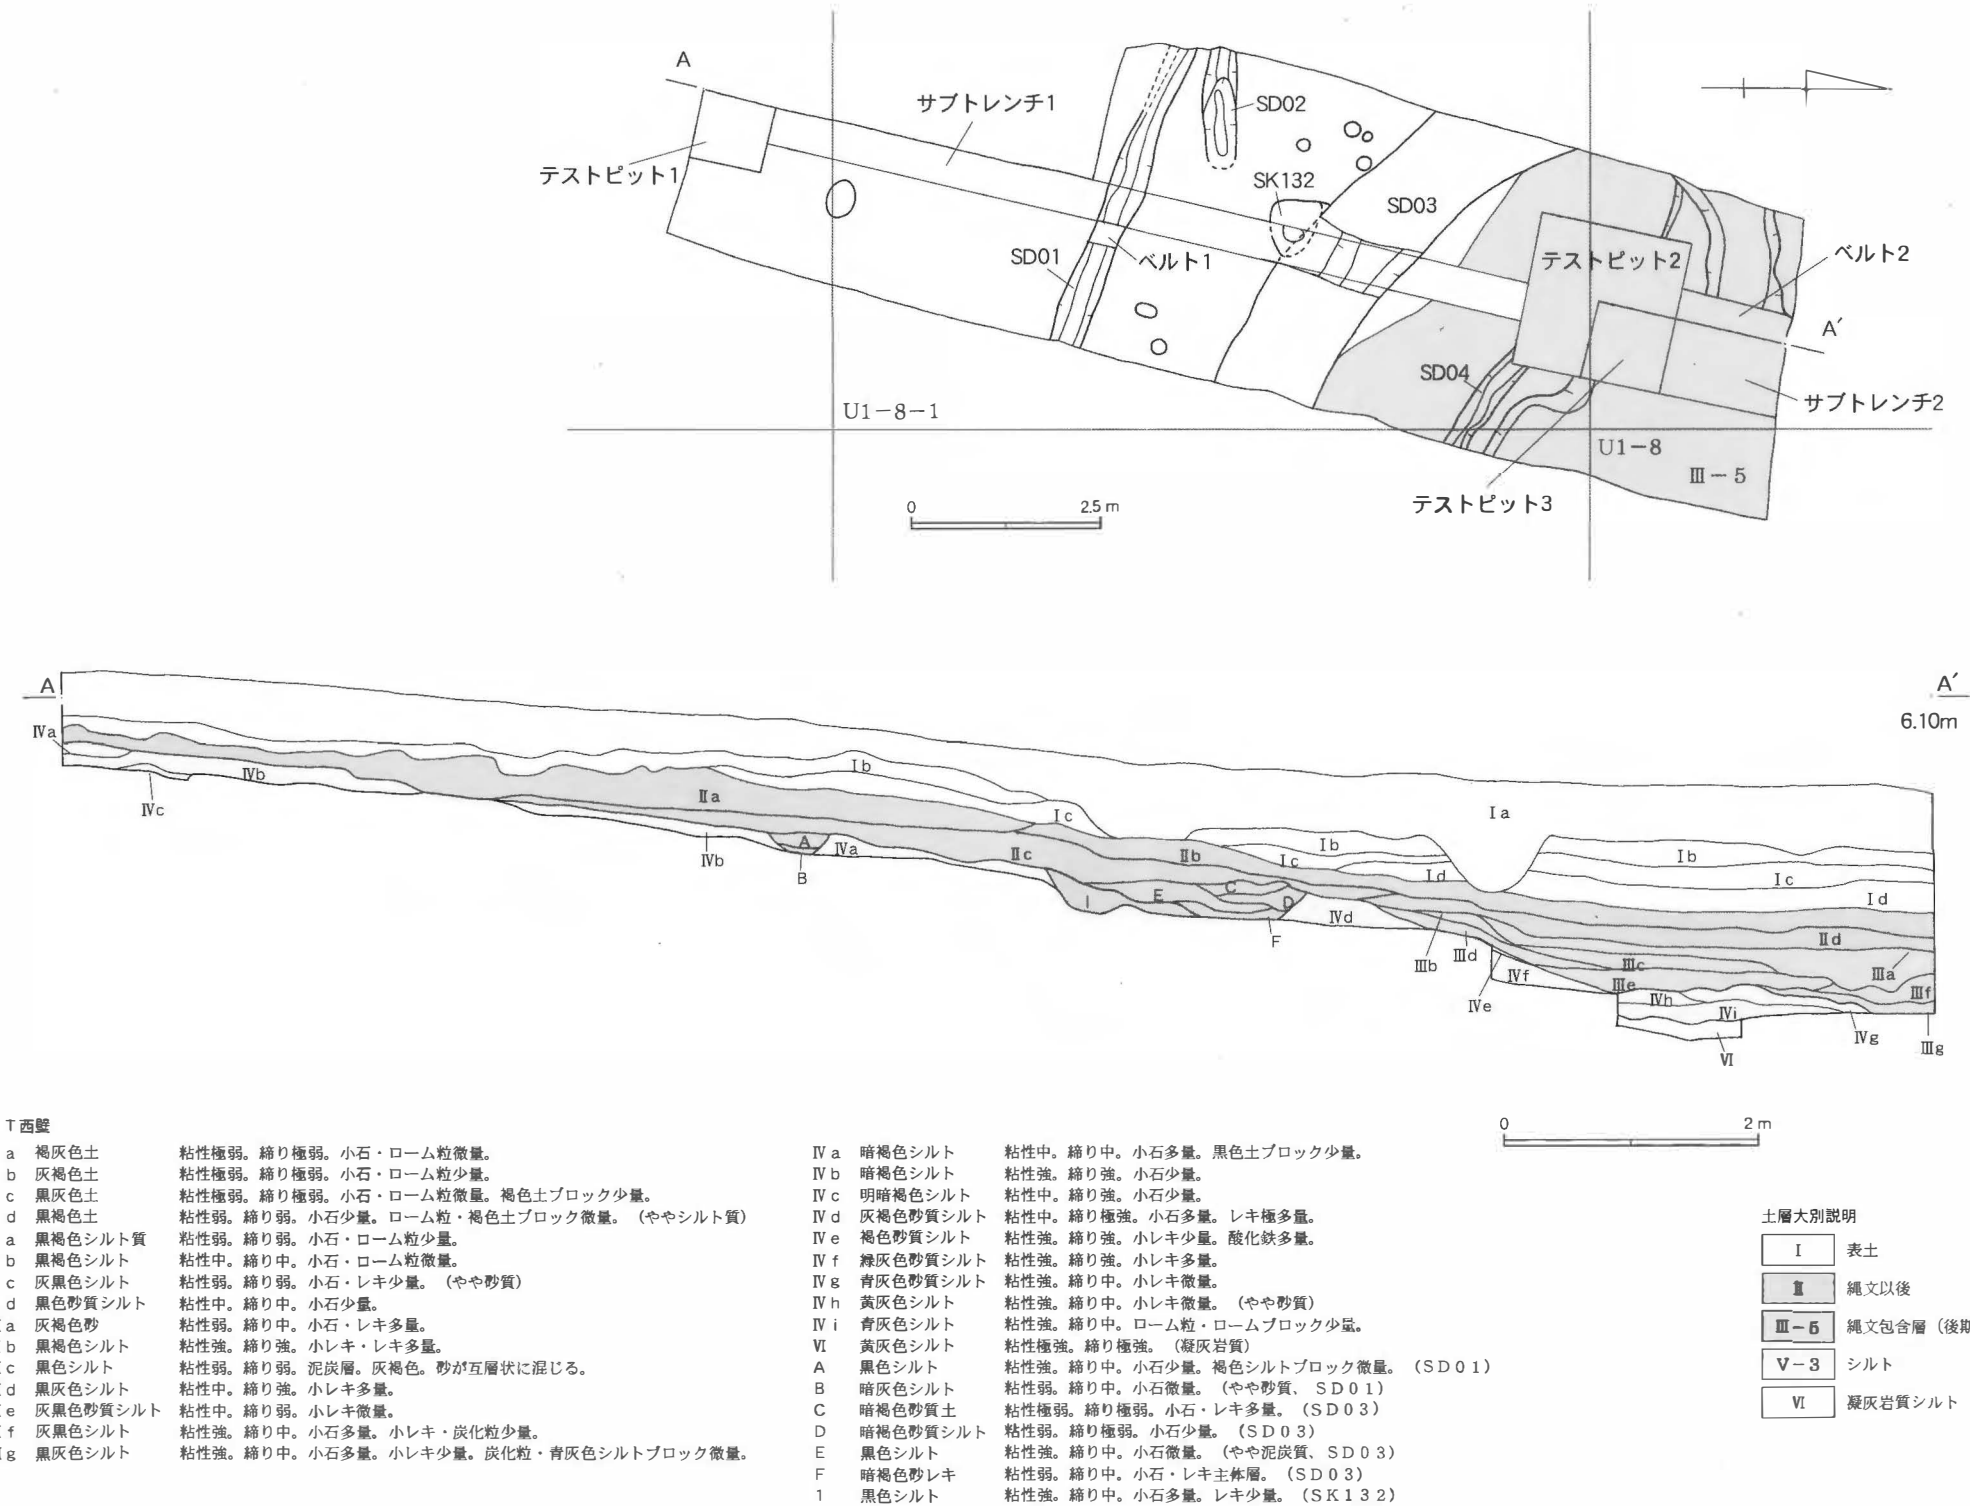 A
サブトレンチ1
SD02
テストピット1
SK132
SD03
SD01
ベルト1
テストピット2
ベルト2
A′
SD04
サブトレンチ2
U1-8-1
U1-8
Ⅲ-5
テストピット3
0 2.5m
A
A′
6.10m
Ⅳa
Ⅳb
Ⅳc
Ⅱa
Ⅰb
Ⅰc
Ⅰa
Ⅳb
A
B
Ⅳa
Ⅱc
Ⅱb
Ⅰb
Ⅰc
Ⅰd
Ⅰb
Ⅰc
Ⅰd
1
E
C
D
F
Ⅳd
Ⅲb
Ⅲd
Ⅳe
Ⅳf
Ⅲc
Ⅲe
Ⅱd
Ⅲa
Ⅲf
Ⅳh
Ⅳi
Ⅳg
Ⅲg
Ⅵ
T西壁
a 褐灰色土 粘性極弱。締り極弱。小石・ローム粒微量。
b 灰褐色土 粘性極弱。締り極弱。小石・ローム粒少量。
c 黒灰色土 粘性極弱。締り極弱。小石・ローム粒微量。褐色土ブロック少量。
d 黒褐色土 粘性弱。締り弱。小石少量。ローム粒・褐色土ブロック微量。（ややシルト質）
a 黒褐色シルト質 粘性弱。締り弱。小石・ローム粒少量。
b 黒褐色シルト 粘性中。締り中。小石・ローム粒微量。
c 灰黒色シルト 粘性弱。締り弱。小石・レキ少量。（やや砂質）
d 黒色砂質シルト 粘性中。締り中。小石少量。
a 灰褐色砂 粘性弱。締り中。小石・レキ多量。
b 黒褐色シルト 粘性強。締り強。小レキ・レキ多量。
c 黒色シルト 粘性弱。締り弱。泥炭層。灰褐色。砂が互層状に混じる。
d 黒灰色シルト 粘性中。締り強。小レキ多量。
e 灰黒色砂質シルト 粘性中。締り弱。小レキ微量。
f 灰黒色シルト 粘性強。締り中。小石多量。小レキ・炭化粒少量。
g 黒灰色シルト 粘性強。締り中。小石多量。小レキ少量。炭化粒・青灰色シルトブロック微量。
Ⅳa 暗褐色シルト 粘性中。締り中。小石多量。黒色土ブロック少量。
Ⅳb 暗褐色シルト 粘性強。締り強。小石少量。
Ⅳc 明暗褐色シルト 粘性中。締り強。小石少量。
Ⅳd 灰褐色砂質シルト 粘性中。締り極強。小石多量。レキ極多量。
Ⅳe 褐色砂質シルト 粘性強。締り強。小レキ少量。酸化鉄多量。
Ⅳf 緑灰色砂質シルト 粘性強。締り強。小レキ多量。
Ⅳg 青灰色砂質シルト 粘性強。締り中。小レキ微量。
Ⅳh 黄灰色シルト 粘性強。締り中。小レキ微量。（やや砂質）
Ⅳi 青灰色シルト 粘性強。締り中。ローム粒・ロームブロック少量。
Ⅵ 黄灰色シルト 粘性極強。締り極強。（凝灰岩質）
A 黒色シルト 粘性強。締り中。小石少量。褐色シルトブロック微量。（SD01）
B 暗灰色シルト 粘性弱。締り中。小石微量。（やや砂質、SD01）
C 暗褐色砂質土 粘性極弱。締り極弱。小石・レキ多量。（SD03）
D 暗褐色砂質シルト 粘性弱。締り極弱。小石少量。（SD03）
E 黒色シルト 粘性強。締り中。小石微量。（やや泥炭質、SD03）
F 暗褐色砂レキ 粘性弱。締り中。小石・レキ主体層。（SD03）
1 黒色シルト 粘性強。締り中。小石多量。レキ少量。（SK132）
0 2m
土層大別説明
Ⅰ 表土
Ⅱ 縄文以後
Ⅲ-5 縄文包含層（後期
Ⅴ-3 シルト
Ⅵ 凝灰岩質シルト